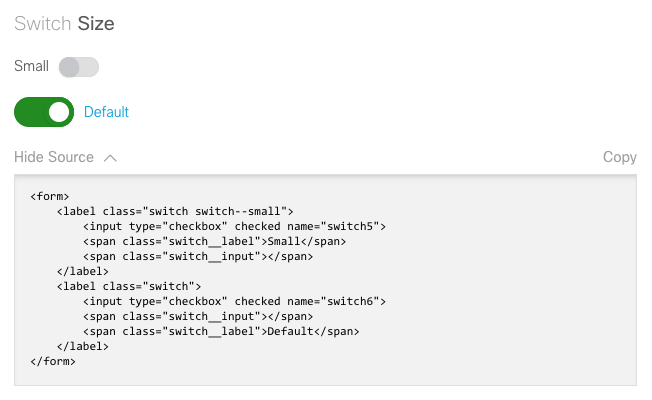 Switch Size
Small
Default
Hide Source
Copy
<form>
    <label class="switch switch--small">
        <input type="checkbox" checked name="switch5">
        <span class="switch__label">Small</span>
        <span class="switch__input"></span>
    </label>
    <label class="switch">
        <input type="checkbox" checked name="switch6">
        <span class="switch__input"></span>
        <span class="switch__label">Default</span>
    </label>
</form>